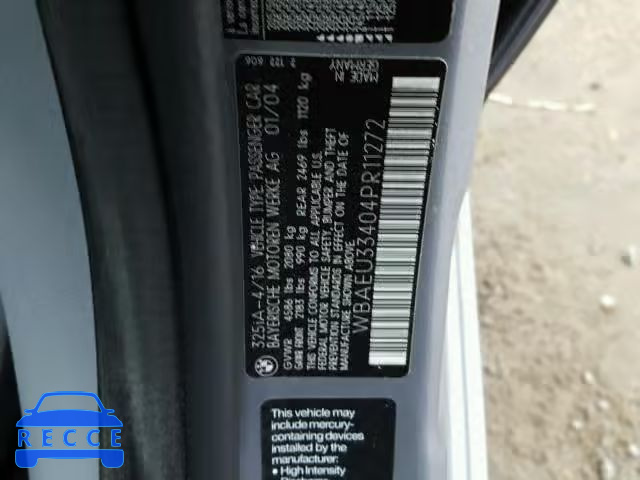 325iA-4/16 VEHICLE TYPE: PASSENGER CAR
BAYERISCHE MOTOREN WERKE AG 01/04
GVWR 4586 lbs 2080 kg
GAWR FRONT 2183 lbs 990 kg REAR 2469 lbs 1120 kg
THIS VEHICLE CONFORMS TO ALL APPLICABLE U.S.
FEDERAL MOTOR VEHICLE SAFETY, BUMPER, AND THEFT
PREVENTION STANDARDS IN EFFECT ON THE DATE OF
MANUFACTURE SHOWN ABOVE.
WBAEU33404PR11272
MADE IN
GERMANY
This vehicle may
include mercury-
containing devices
installed by the
manufacturer:
• High Intensity
Discharge
RECCE